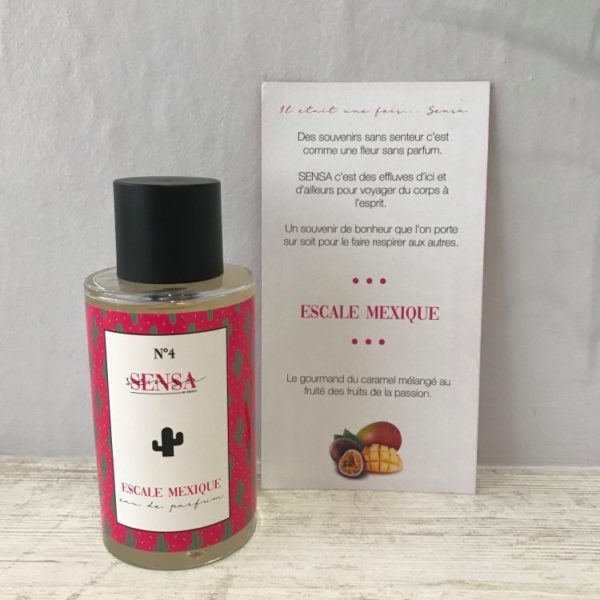 N°4
SENSA
ESCALE MEXIQUE
eau de parfum
Il etait une fois... Sensa
Des souvenirs sans senteur c'est
comme une fleur sans parfum.
SENSA c'est des effluves d'ici et
d'ailleurs pour voyager du corps à
l'esprit.
Un souvenir de bonheur que l'on porte
sur soit pour le faire respirer aux autres.
ESCALE MEXIQUE
Le gourmand du caramel mélangé au
fruité des fruits de la passion.